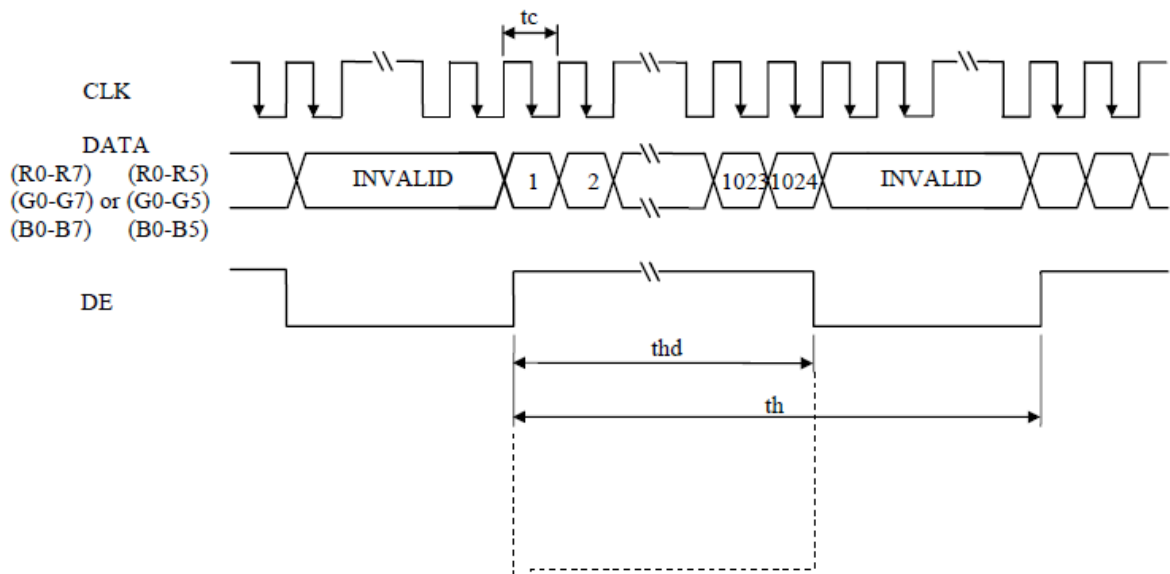 tc
CLK
DATA
(R0-R7) (R0-R5)
(G0-G7) or (G0-G5)
(B0-B7) (B0-B5)
INVALID 1 2 1023 1024 INVALID
DE
thd
th